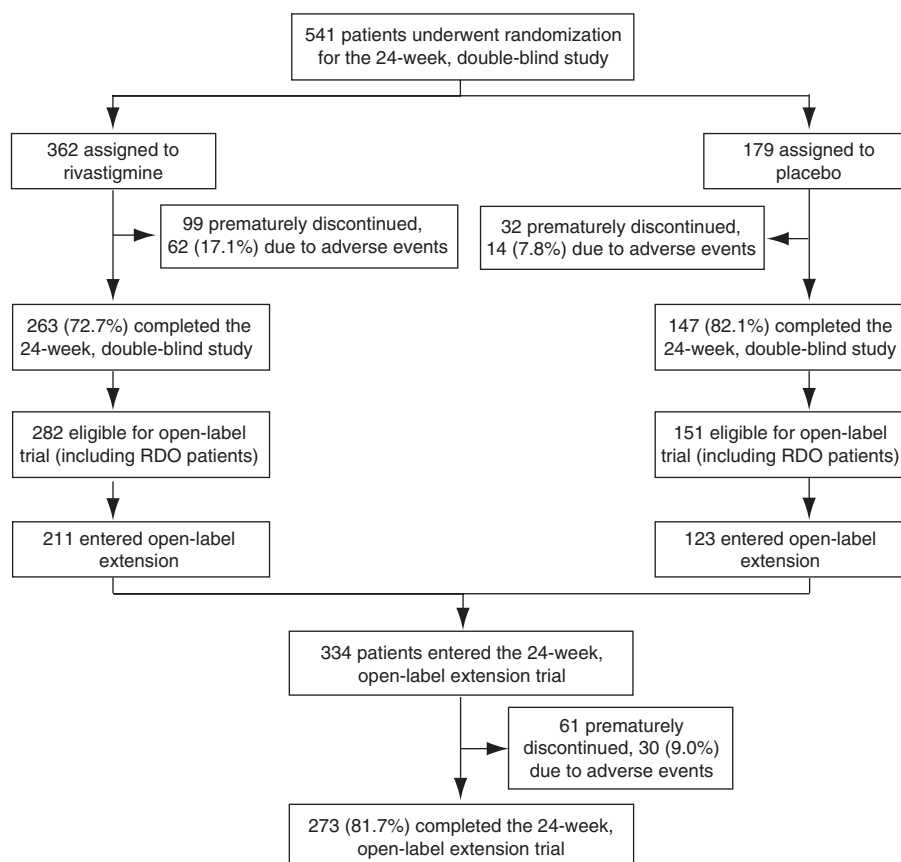 541 patients underwent randomization
for the 24-week, double-blind study
362 assigned to
rivastigmine
179 assigned to
placebo
99 prematurely discontinued,
62 (17.1%) due to adverse events
32 prematurely discontinued,
14 (7.8%) due to adverse events
263 (72.7%) completed the
24-week, double-blind study
147 (82.1%) completed the
24-week, double-blind study
282 eligible for open-label
trial (including RDO patients)
151 eligible for open-label
trial (including RDO patients)
211 entered open-label
extension
123 entered open-label
extension
334 patients entered the 24-week,
open-label extension trial
61 prematurely
discontinued, 30 (9.0%)
due to adverse events
273 (81.7%) completed the 24-week,
open-label extension trial